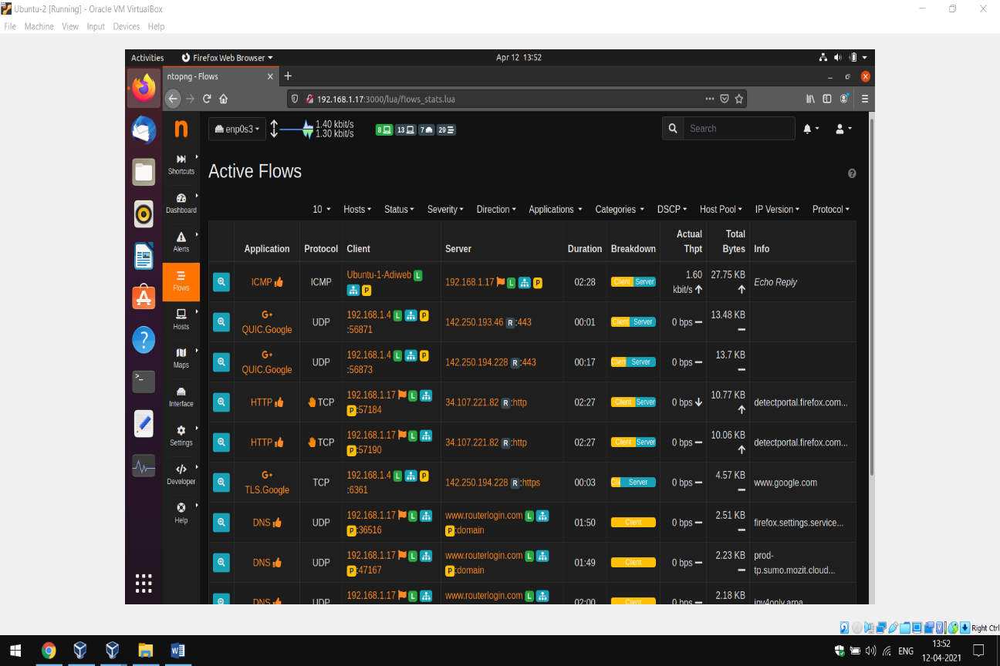 Ubuntu-2 [Running] - Oracle VM VirtualBox
File Machine View Input Devices Help
Activities Firefox Web Browser Apr 12 13:52
ntopng - Flows
192.168.1.17:3000/lua/flows_stats.lua
enp0s3 1.40 kbit/s
1.30 kbit/s
8 13 7 29
Search
Shortcuts
Dashboard
Alerts
Flows
Hosts
Maps
Interface
Settings
Developer
Help
Active Flows
10 Hosts Status Severity Direction Applications Categories DSCP Host Pool IP Version Protocol
Application Protocol Client Server Duration Breakdown Actual Thpt Total Bytes Info
ICMP ICMP Ubuntu-1-Adiweb L P 192.168.1.17 L P 02:28 Client Server 1.60 kbit/s 27.75 KB Echo Reply
G+ QUIC.Google UDP 192.168.1.4 L P :56871 142.250.193.46 R :443 00:01 Client Server 0 bps 13.48 KB
G+ QUIC.Google UDP 192.168.1.4 L P :56873 142.250.194.228 R :443 00:17 Clien Server 0 bps 13.7 KB
HTTP TCP 192.168.1.17 L P :57184 34.107.221.82 R :http 02:27 Client Server 0 bps 10.77 KB detectportal.firefox.com...
HTTP TCP 192.168.1.17 L P :57190 34.107.221.82 R :http 02:27 Client Server 0 bps 10.06 KB detectportal.firefox.com...
G+ TLS.Google TCP 192.168.1.4 L P :6361 142.250.194.228 R :https 00:03 Server 0 bps 4.57 KB www.google.com
DNS UDP 192.168.1.17 L P :36516 www.routerlogin.com L P :domain 01:50 Client 0 bps 2.51 KB firefox.settings.service...
DNS UDP 192.168.1.17 L P :47167 www.routerlogin.com L P :domain 01:49 Client 0 bps 2.23 KB prod-tp.sumo.mozit.cloud...
DNS UDP 192.168.1.17 L www.routerlogin.com L 02:00 Client 0 bps 2.18 KB ipv4only.arpa
Right Ctrl
ENG 13:52
12-04-2021